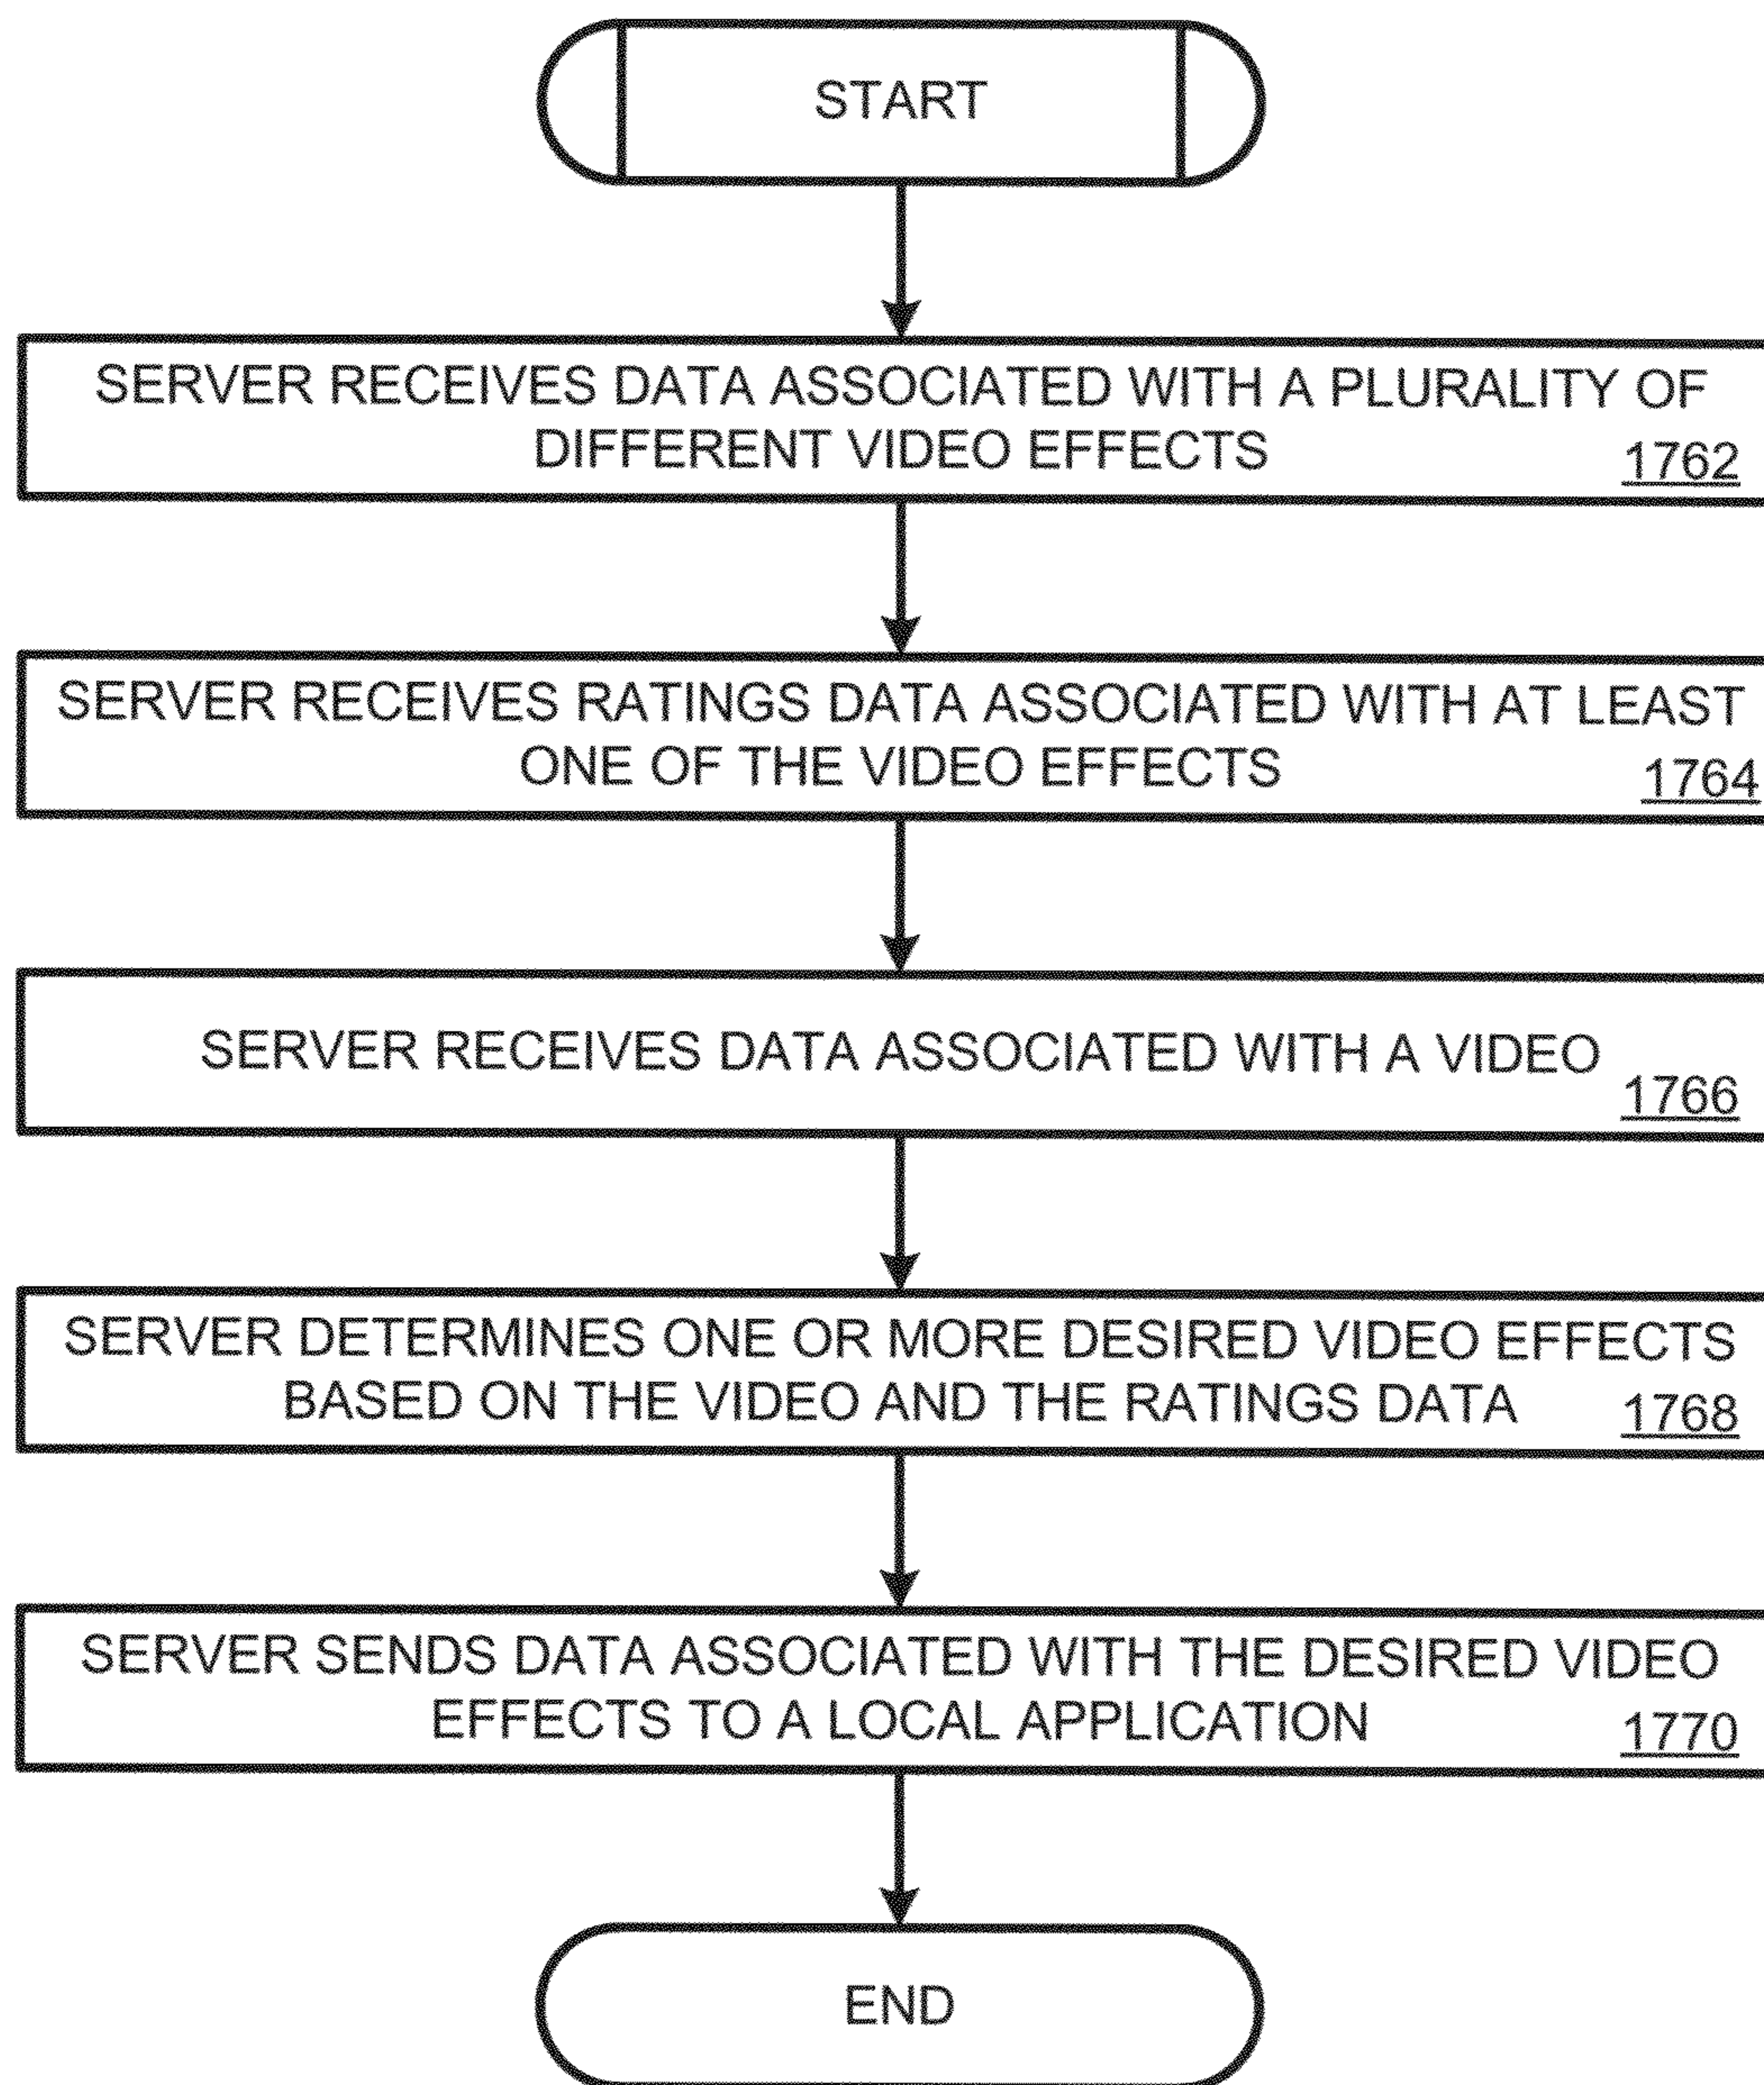 START
SERVER RECEIVES DATA ASSOCIATED WITH A PLURALITY OF
DIFFERENT VIDEO EFFECTS
1762
SERVER RECEIVES RATINGS DATA ASSOCIATED WITH AT LEAST
ONE OF THE VIDEO EFFECTS
1764
SERVER RECEIVES DATA ASSOCIATED WITH A VIDEO
1766
SERVER DETERMINES ONE OR MORE DESIRED VIDEO EFFECTS
BASED ON THE VIDEO AND THE RATINGS DATA
1768
SERVER SENDS DATA ASSOCIATED WITH THE DESIRED VIDEO
EFFECTS TO A LOCAL APPLICATION
1770
END